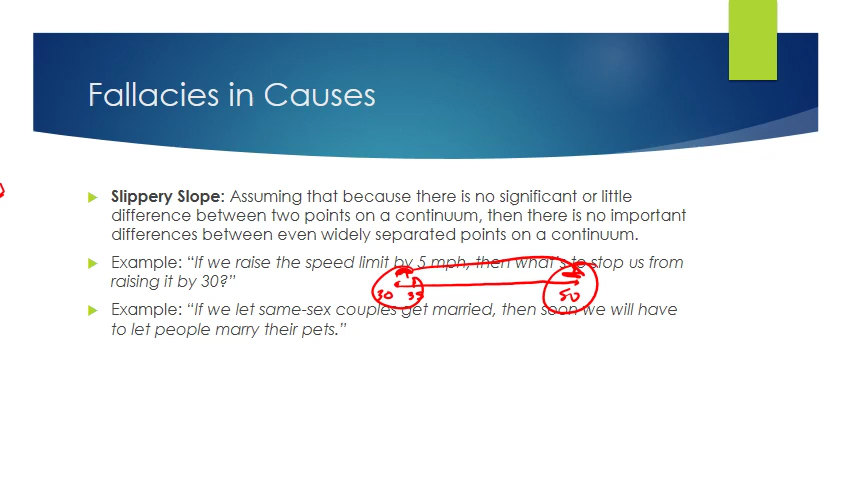 Fallacies in Causes
Slippery Slope: Assuming that because there is no significant or little
difference between two points on a continuum, then there is no important
differences between even widely separated points on a continuum.
Example: “If we raise the speed limit by 5 mph, then what’s to stop us from
raising it by 30?”
30 35 50
Example: “If we let same-sex couples get married, then soon we will have
to let people marry their pets.”